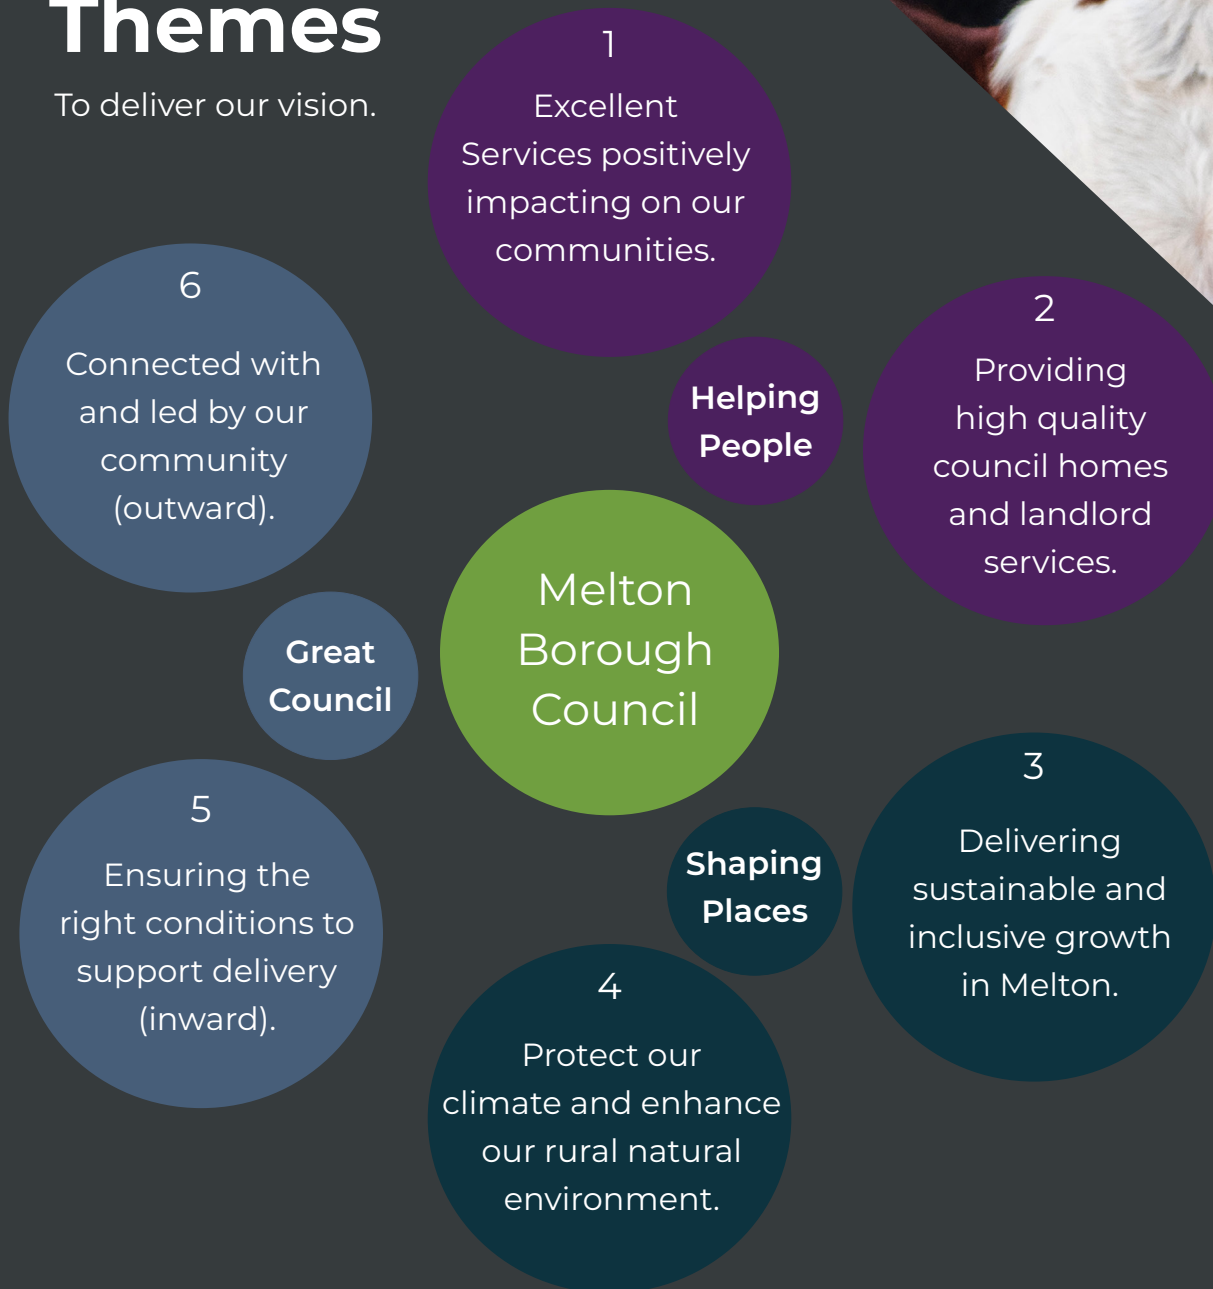 Themes
To deliver our vision.
1
Excellent
Services positively
impacting on our
communities.
2
Providing
high quality
council homes
and landlord
services.
Helping
People
6
Connected with
and led by our
community
(outward).
Great
Council
Melton
Borough
Council
5
Ensuring the
right conditions to
support delivery
(inward).
Shaping
Places
3
Delivering
sustainable and
inclusive growth
in Melton.
4
Protect our
climate and enhance
our rural natural
environment.